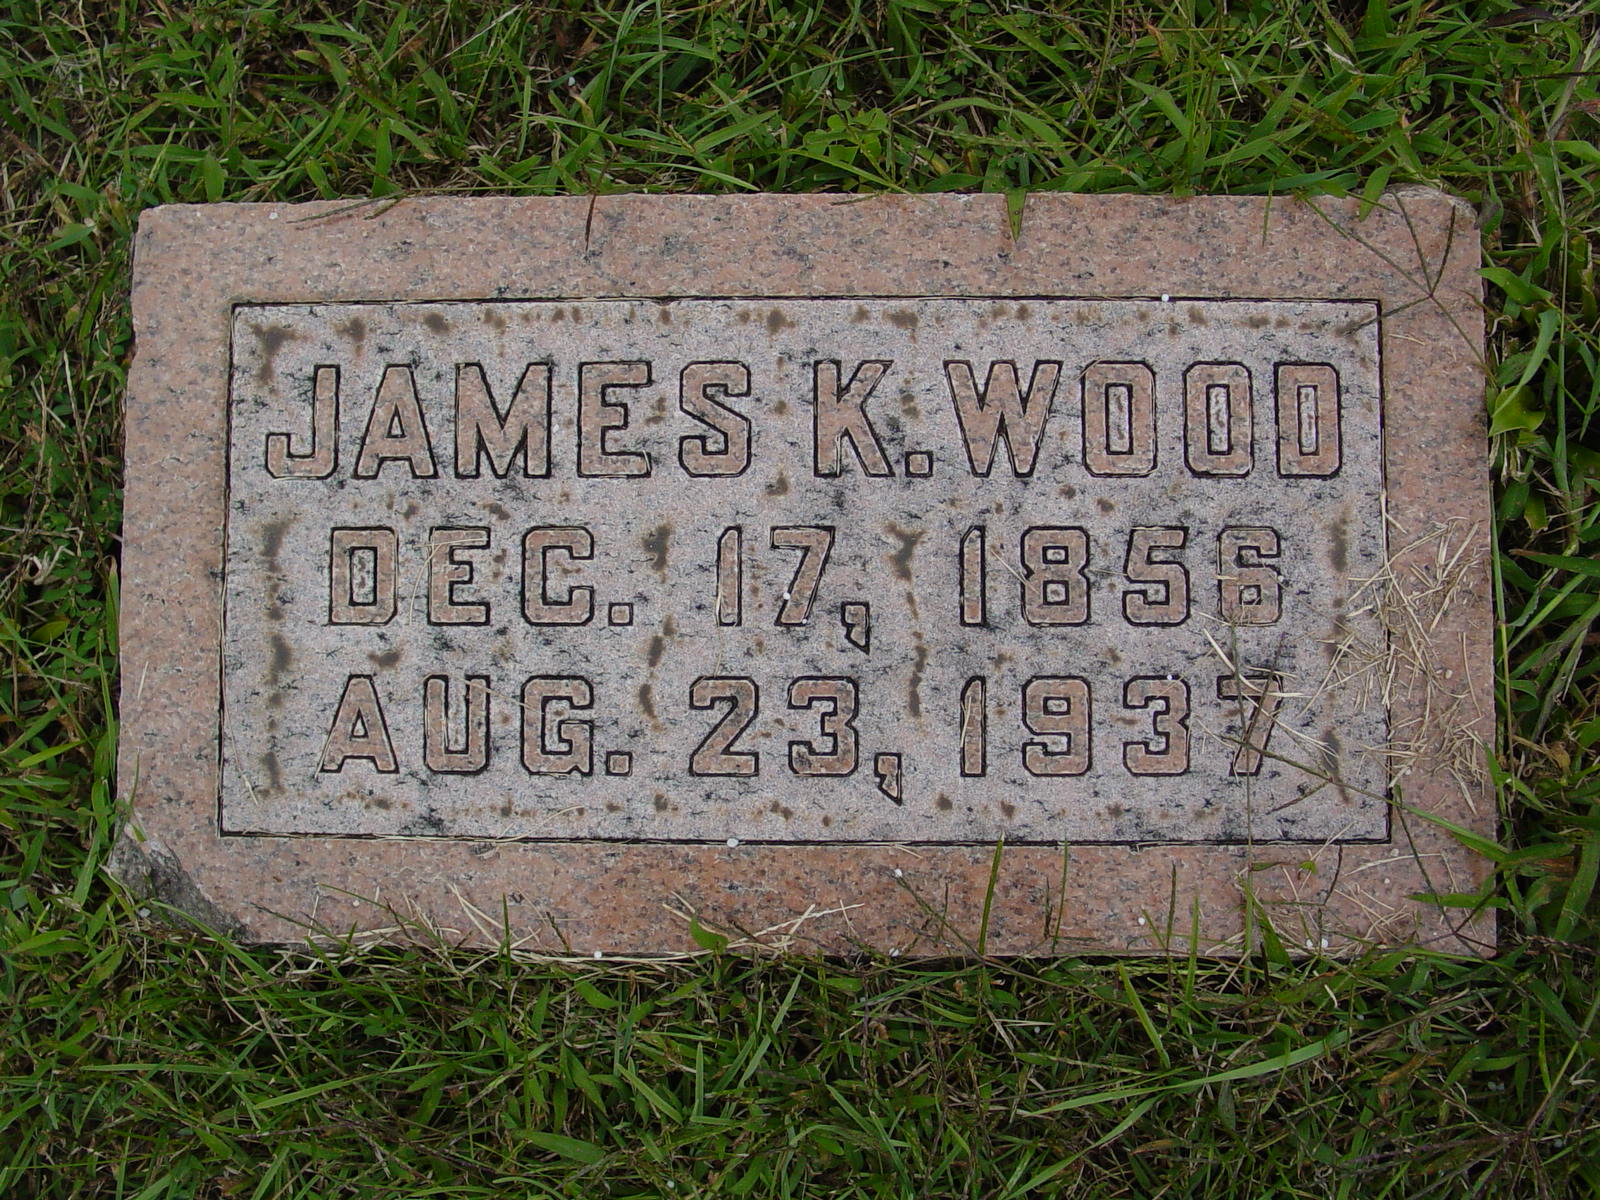 JAMES K. WOOD
DEC. 17, 1856
AUG. 23, 1937